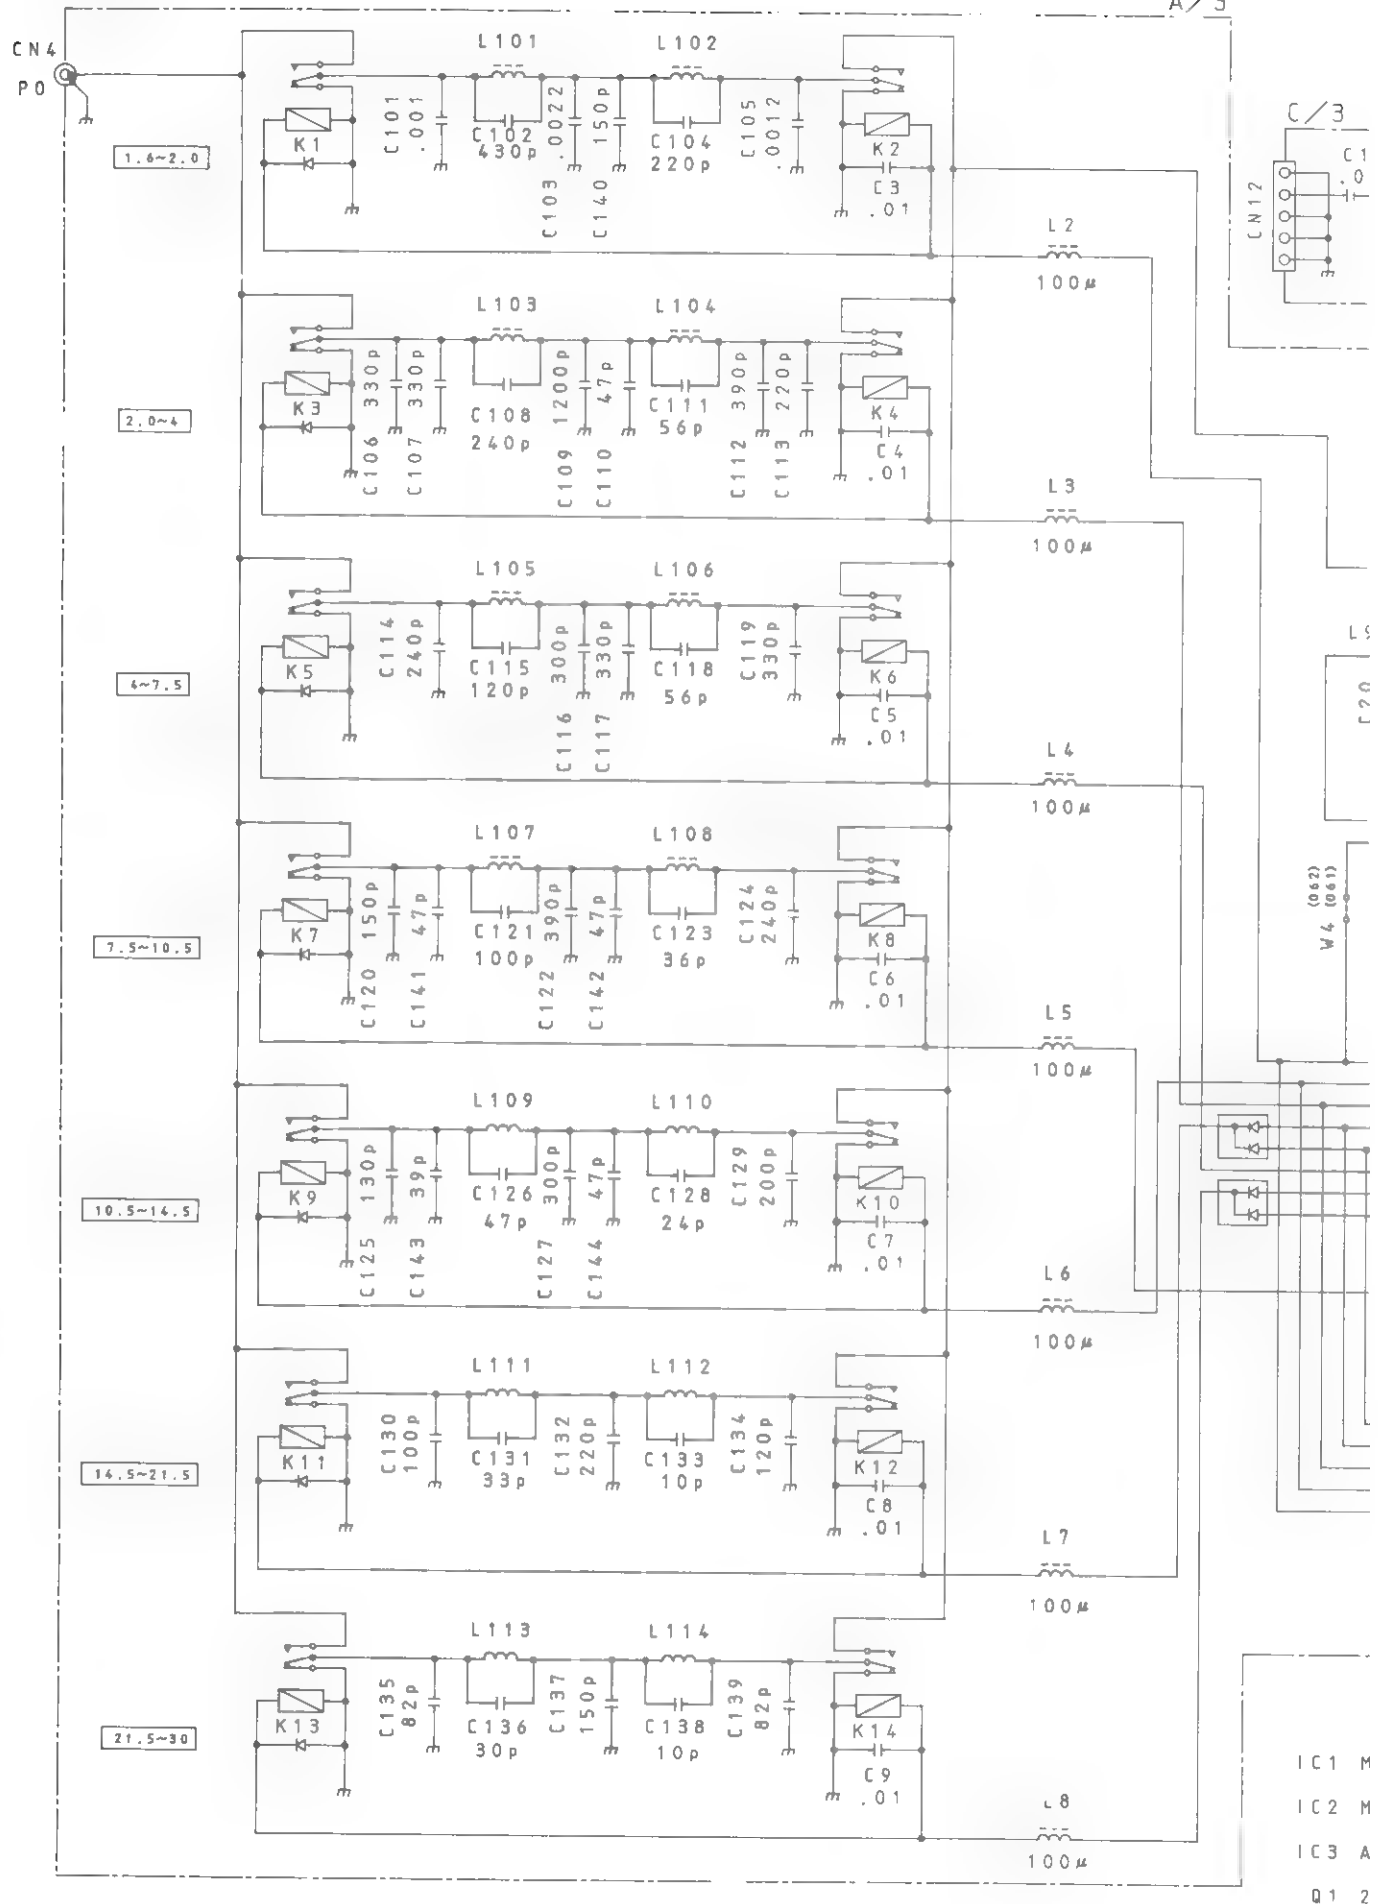 A/3
CN4
PO
L101
L102
C101
.001
C102
430p
.0022
C103
150p
C140
C104
220p
C105
.0012
K1
K2
C3
.01
1.6~2.0
L2
100μ
C/3
CN12
C1
.0
L103
L104
330p
C106
330p
C107
C108
240p
1200p
C109
47p
C110
C111
56p
390p
C112
220p
C113
K3
K4
C4
.01
2.0~4
L3
100μ
L105
L106
C114
240p
C115
120p
300p
C116
330p
C117
C118
56p
C119
330p
K5
K6
C5
.01
4~7.5
L4
100μ
L9
C20
L107
L108
150p
C120
47p
C141
C121
100p
390p
C122
47p
C142
C123
36p
C124
240p
K7
K8
C6
.01
7.5~10.5
L5
100μ
W4
(062)
(061)
L109
L110
130p
C125
39p
C143
C126
47p
300p
C127
47p
C144
C128
24p
C129
200p
K9
K10
C7
.01
10.5~14.5
L6
100μ
L111
L112
C130
100p
C131
33p
C132
220p
C133
10p
C134
120p
K11
K12
C8
.01
14.5~21.5
L7
100μ
L113
L114
C135
82p
C136
30p
C137
150p
C138
10p
C139
82p
K13
K14
C9
.01
21.5~30
L8
100μ
IC1 M
IC2 M
IC3 A
Q1 2